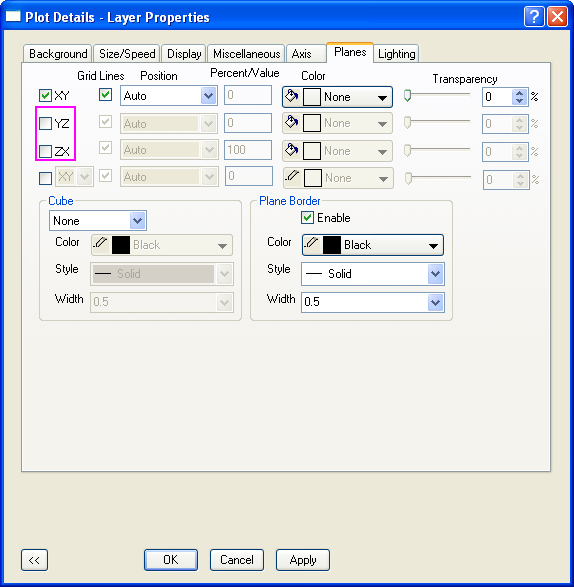 Plot Details - Layer Properties
Background Size/Speed Display Miscellaneous Axis Planes Lighting
Grid Lines Position Percent/Value Color Transparency
XY Auto 0 None 0 %
YZ Auto 0 None 0 %
ZX Auto 100 None 0 %
XY Auto 0 None 0 %
Cube Plane Border
None Enable
Color Black Color Black
Style Solid Style Solid
Width 0.5 Width 0.5
<< OK Cancel Apply